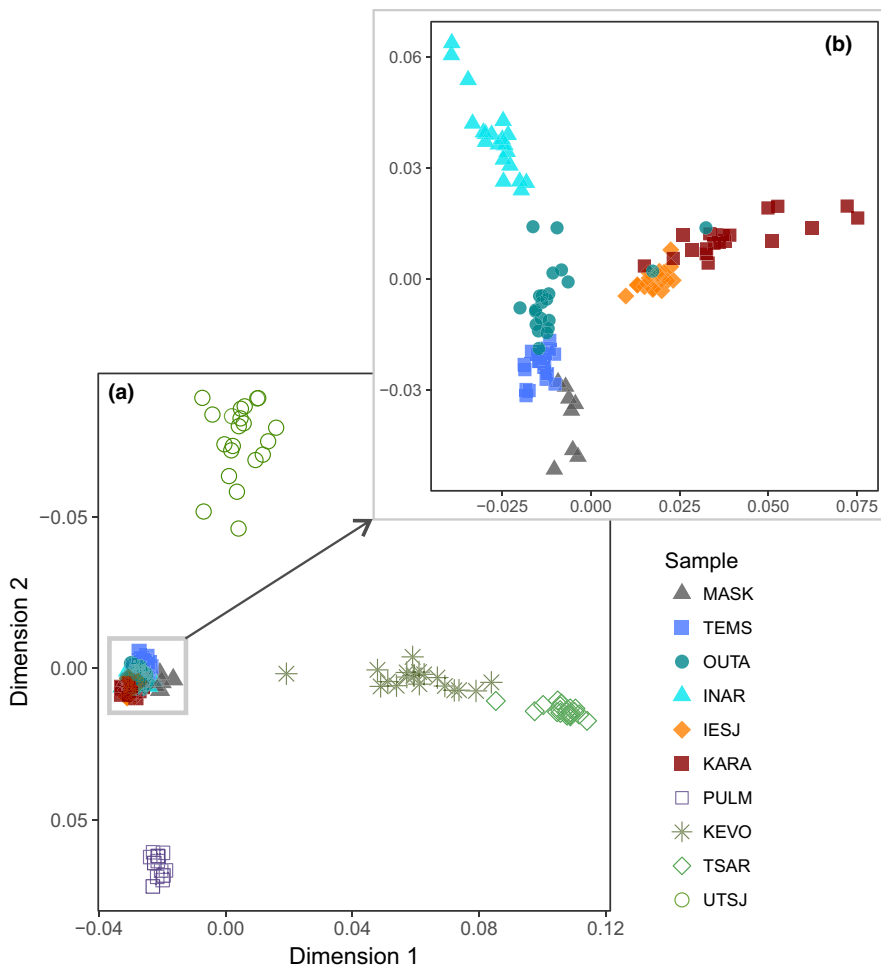 (b)
0.06
0.03
0.00
−0.03
−0.025
0.000
0.025
0.050
0.075
(a)
−0.05
0.00
0.05
Dimension 2
−0.04
0.00
0.04
0.08
0.12
Dimension 1
Sample
MASK
TEMS
OUTA
INAR
IESJ
KARA
PULM
KEVO
TSAR
UTSJ